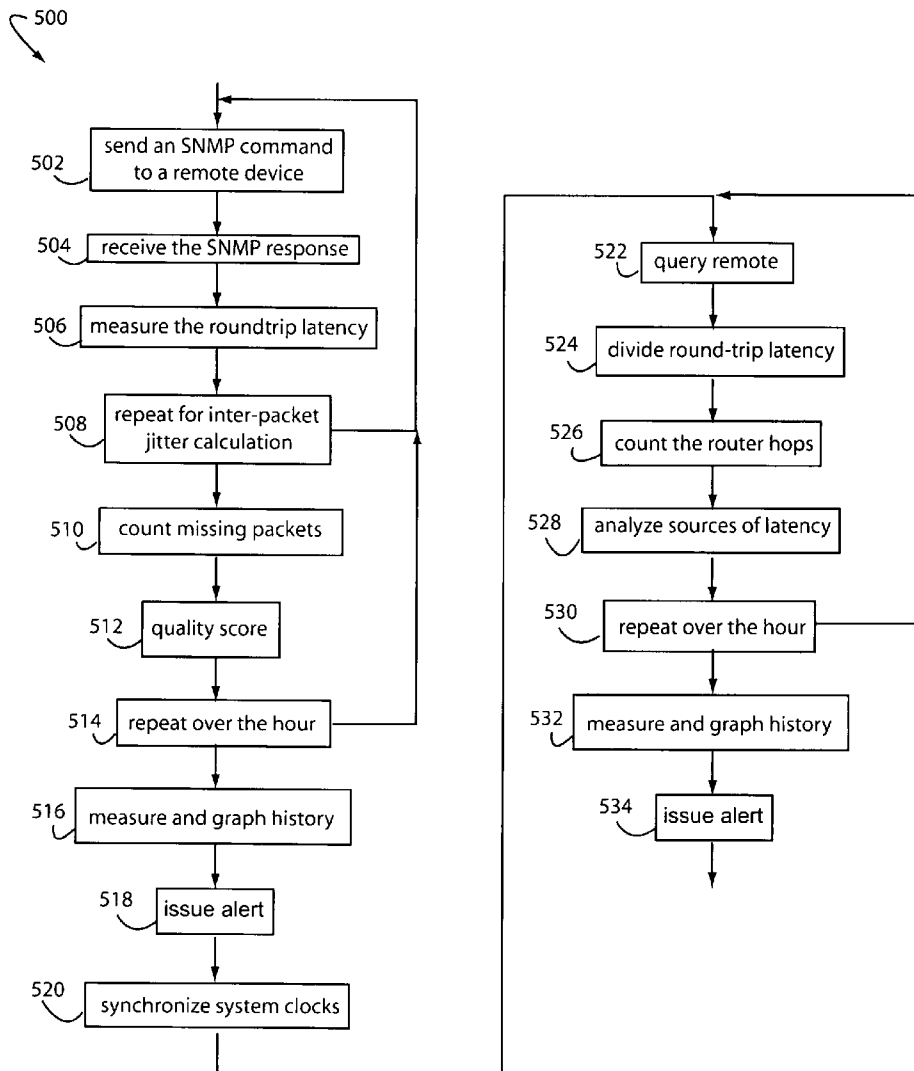 500
502
send an SNMP command
to a remote device
504
receive the SNMP response
506
measure the roundtrip latency
508
repeat for inter-packet
jitter calculation
510
count missing packets
512
quality score
514
repeat over the hour
516
measure and graph history
518
issue alert
520
synchronize system clocks
522
query remote
524
divide round-trip latency
526
count the router hops
528
analyze sources of latency
530
repeat over the hour
532
measure and graph history
534
issue alert